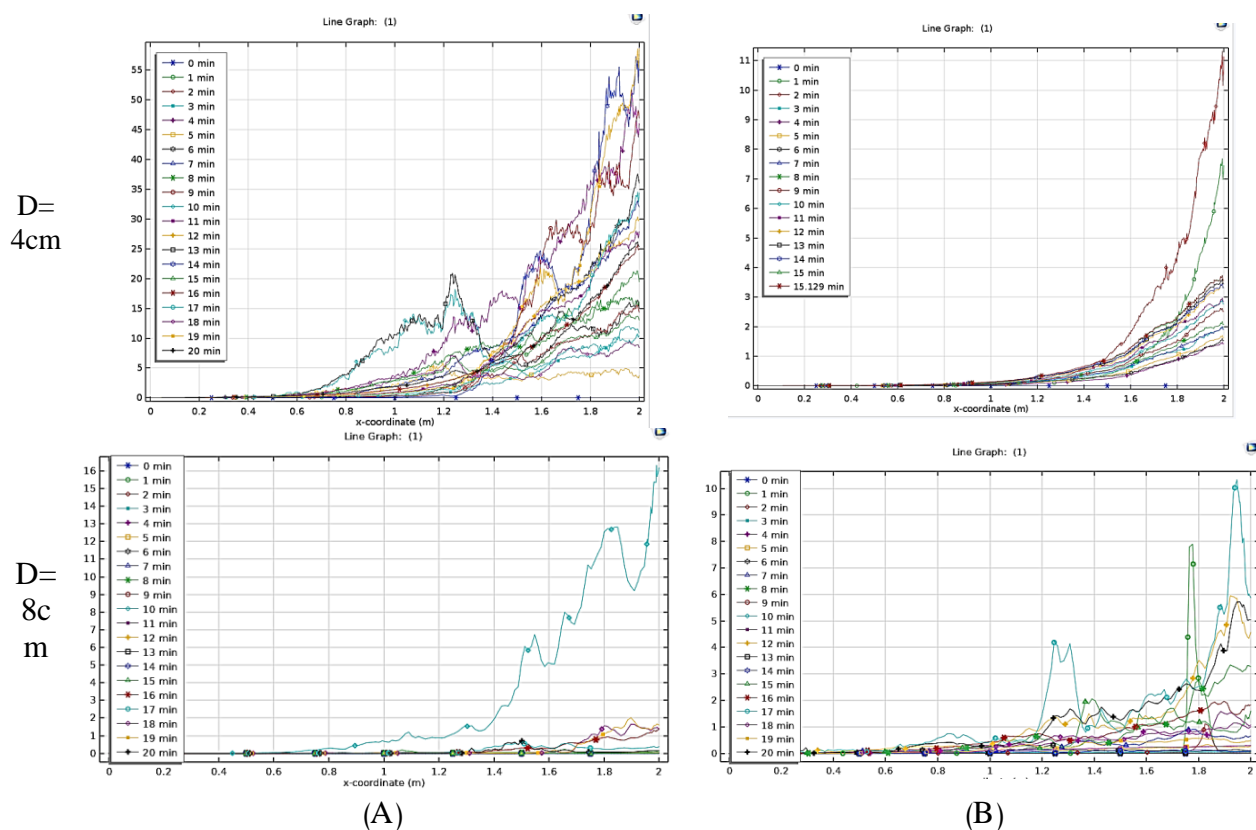 Line Graph: (1)
55
50
45
40
35
30
25
20
15
10
5
0
0 min
1 min
2 min
3 min
4 min
5 min
6 min
7 min
8 min
9 min
10 min
11 min
12 min
13 min
14 min
15 min
16 min
17 min
18 min
19 min
20 min
0 0.2 0.4 0.6 0.8 1 1.2 1.4 1.6 1.8 2
x-coordinate (m)
Line Graph: (1)
11
10
9
8
7
6
5
4
3
2
1
0
0 min
1 min
2 min
3 min
4 min
5 min
6 min
7 min
8 min
9 min
10 min
11 min
12 min
13 min
14 min
15 min
15.129 min
0 0.2 0.4 0.6 0.8 1 1.2 1.4 1.6 1.8 2
x-coordinate (m)
D=
4cm
Line Graph: (1)
16
15
14
13
12
11
10
9
8
7
6
5
4
3
2
1
0
0 min
1 min
2 min
3 min
4 min
5 min
6 min
7 min
8 min
9 min
10 min
11 min
12 min
13 min
14 min
15 min
16 min
17 min
18 min
19 min
20 min
0 0.2 0.4 0.6 0.8 1 1.2 1.4 1.6 1.8 2
x-coordinate (m)
Line Graph: (1)
10
9
8
7
6
5
4
3
2
1
0
0 min
1 min
2 min
3 min
4 min
5 min
6 min
7 min
8 min
9 min
10 min
11 min
12 min
13 min
14 min
15 min
16 min
17 min
18 min
19 min
20 min
0 0.2 0.4 0.6 0.8 1 1.2 1.4 1.6 1.8 2
D=
8c
m
(A)
(B)